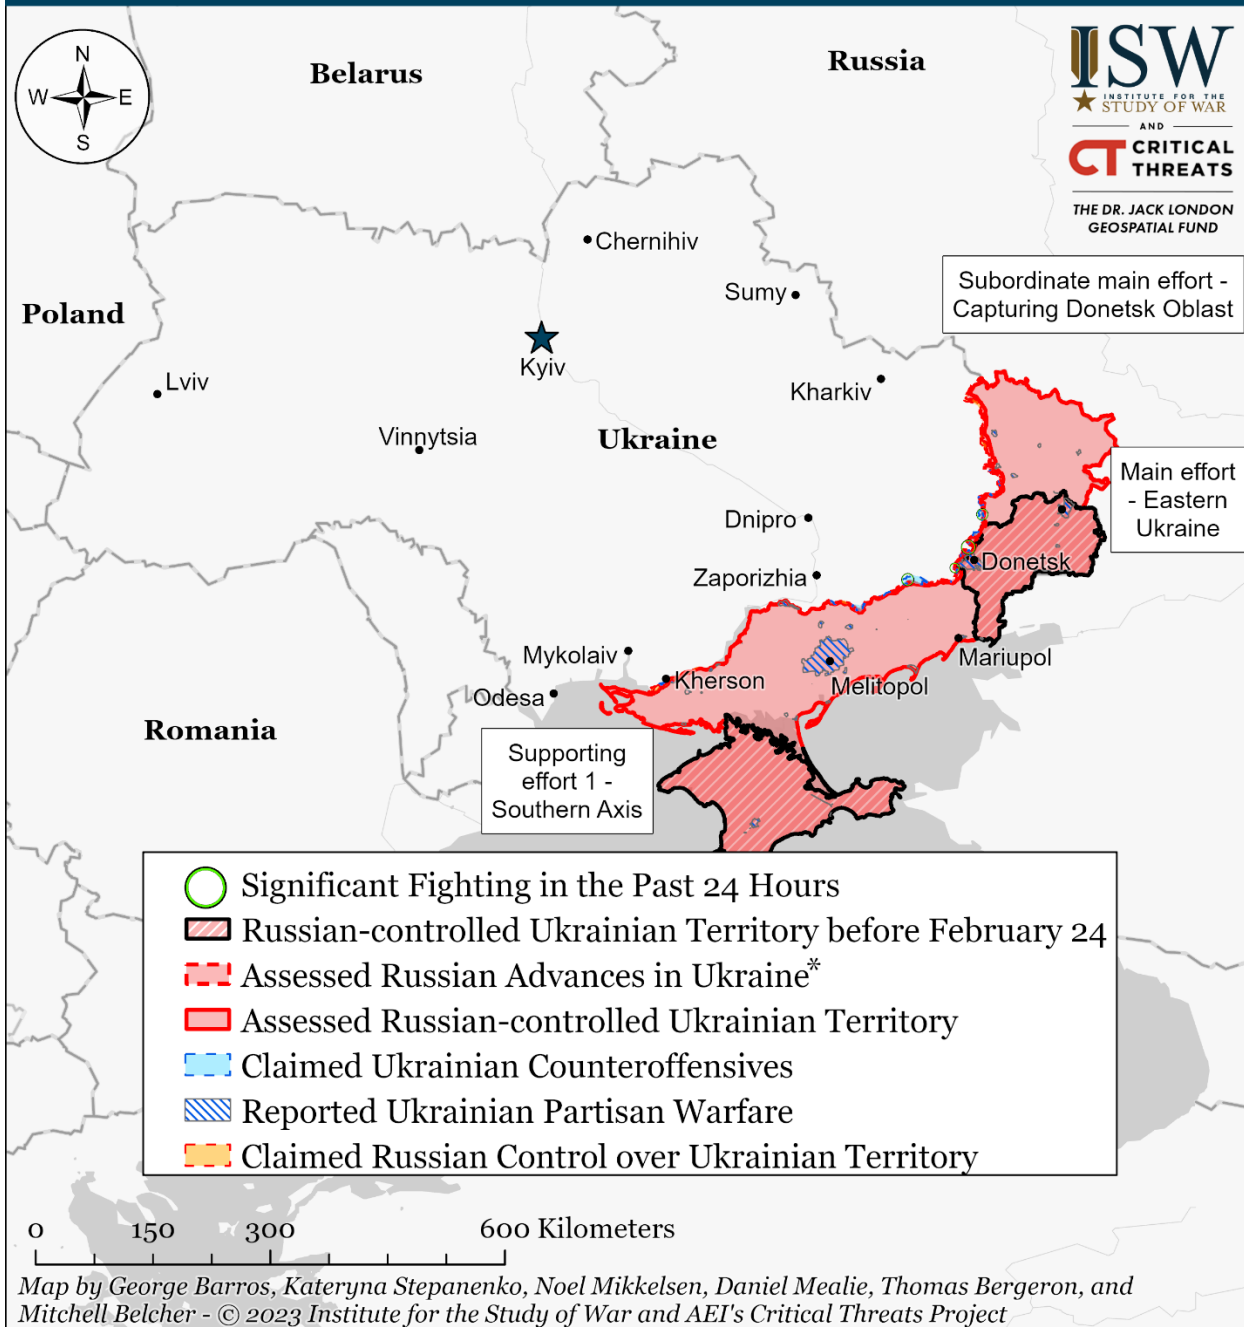 N
W E
S
Belarus
Russia
ISW
INSTITUTE FOR THE
STUDY OF WAR
AND
CT CRITICAL
THREATS
THE DR. JACK LONDON
GEOSPATIAL FUND
Chernihiv
Subordinate main effort -
Capturing Donetsk Oblast
Sumy
Poland
Kyiv
Lviv
Kharkiv
Vinnytsia
Ukraine
Main effort
- Eastern
Ukraine
Dnipro
Donetsk
Zaporizhia
Mykolaiv
Mariupol
Kherson
Melitopol
Odesa
Romania
Supporting
effort 1 -
Southern Axis
Significant Fighting in the Past 24 Hours
Russian-controlled Ukrainian Territory before February 24
Assessed Russian Advances in Ukraine*
Assessed Russian-controlled Ukrainian Territory
Claimed Ukrainian Counteroffensives
Reported Ukrainian Partisan Warfare
Claimed Russian Control over Ukrainian Territory
0 150 300 600 Kilometers
Map by George Barros, Kateryna Stepanenko, Noel Mikkelsen, Daniel Mealie, Thomas Bergeron, and
Mitchell Belcher - © 2023 Institute for the Study of War and AEI's Critical Threats Project